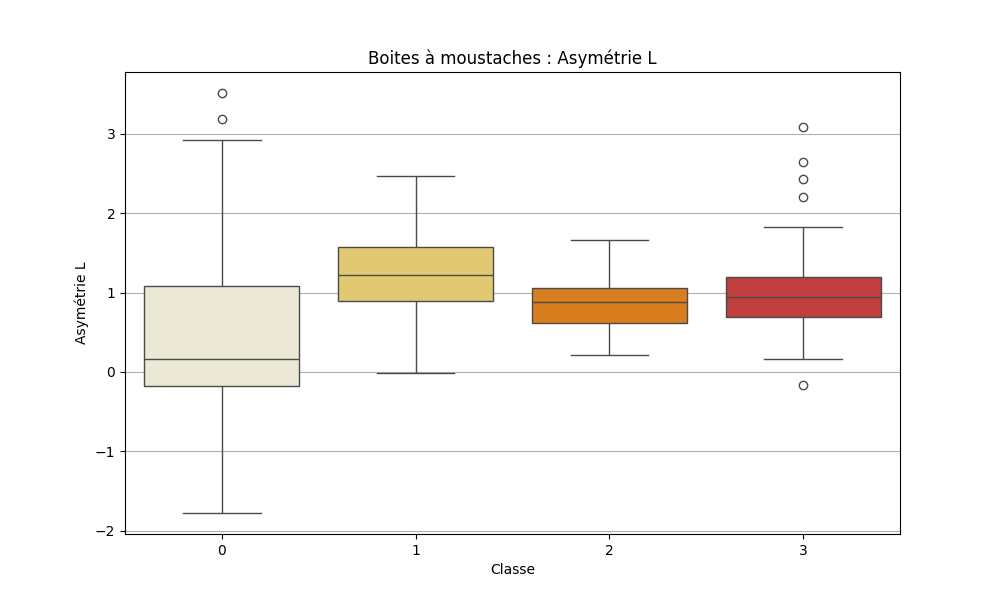 Boites à moustaches : Asymétrie L
Asymétrie L
3
2
1
0
−1
−2
0 1 2 3
Classe